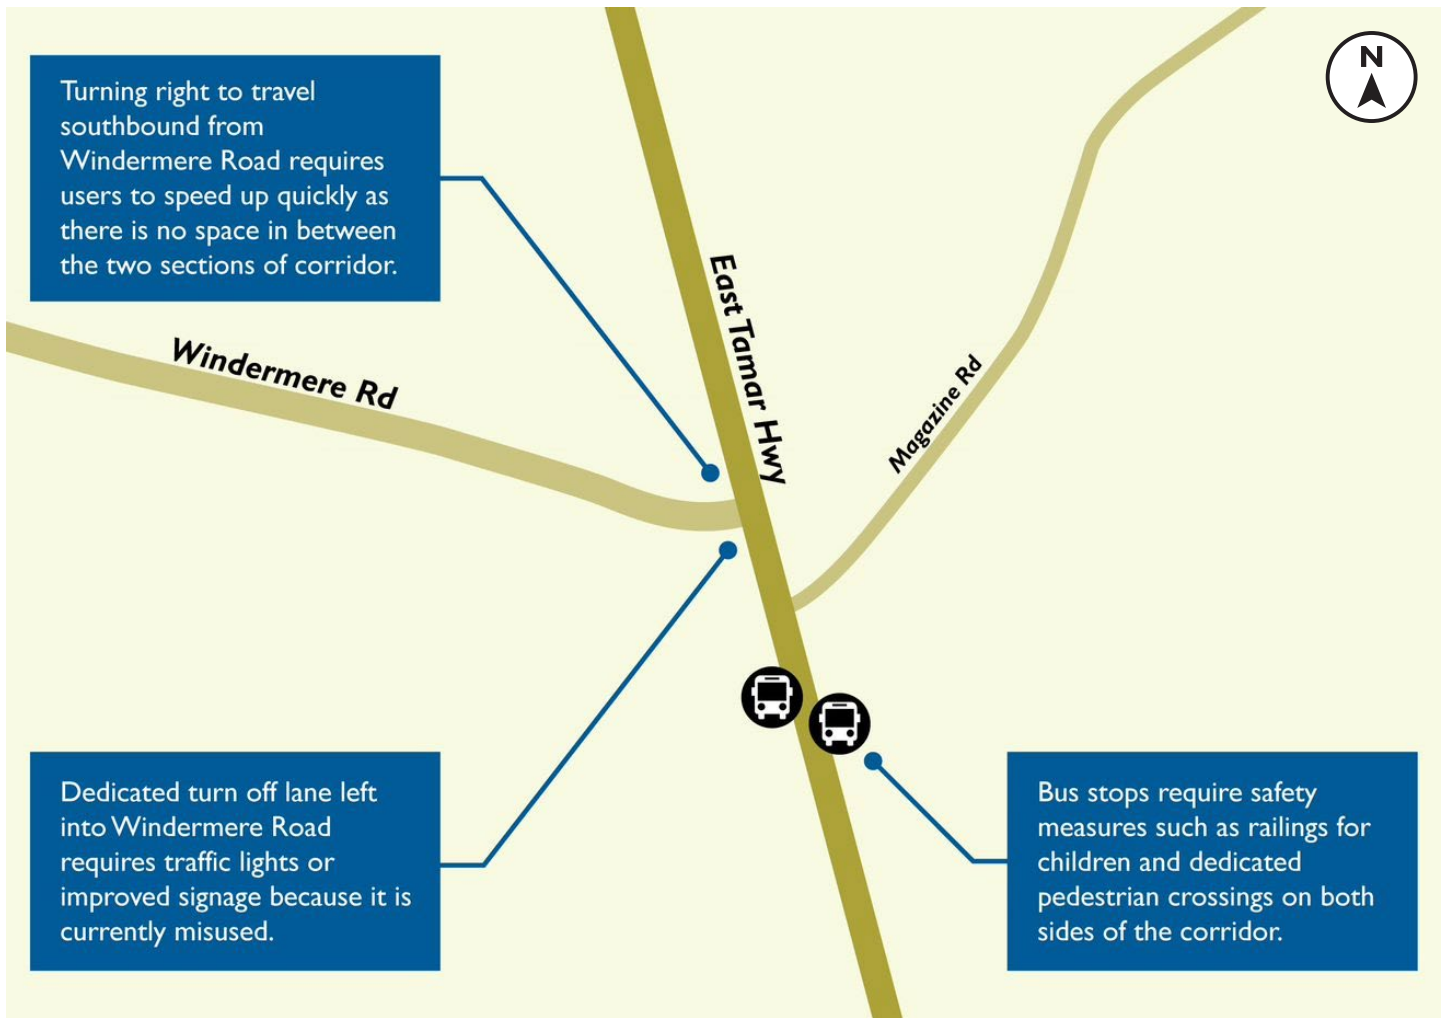 Turning right to travel
southbound from
Windermere Road requires
users to speed up quickly as
there is no space in between
the two sections of corridor.
N
East Tamar Hwy
Windermere Rd
Magazine Rd
Dedicated turn off lane left
into Windermere Road
requires traffic lights or
improved signage because it is
currently misused.
Bus stops require safety
measures such as railings for
children and dedicated
pedestrian crossings on both
sides of the corridor.